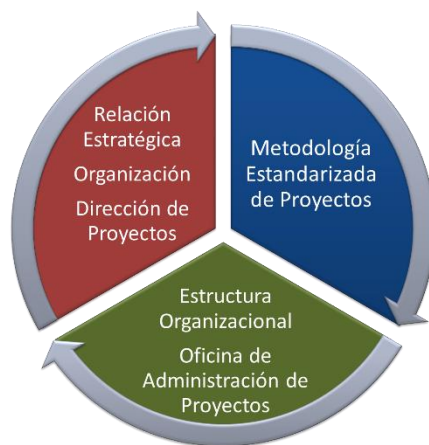 Relación
Estratégica
Organización
Dirección de
Proyectos
Metodología
Estandarizada
de Proyectos
Estructura
Organizacional
Oficina de
Administración de
Proyectos